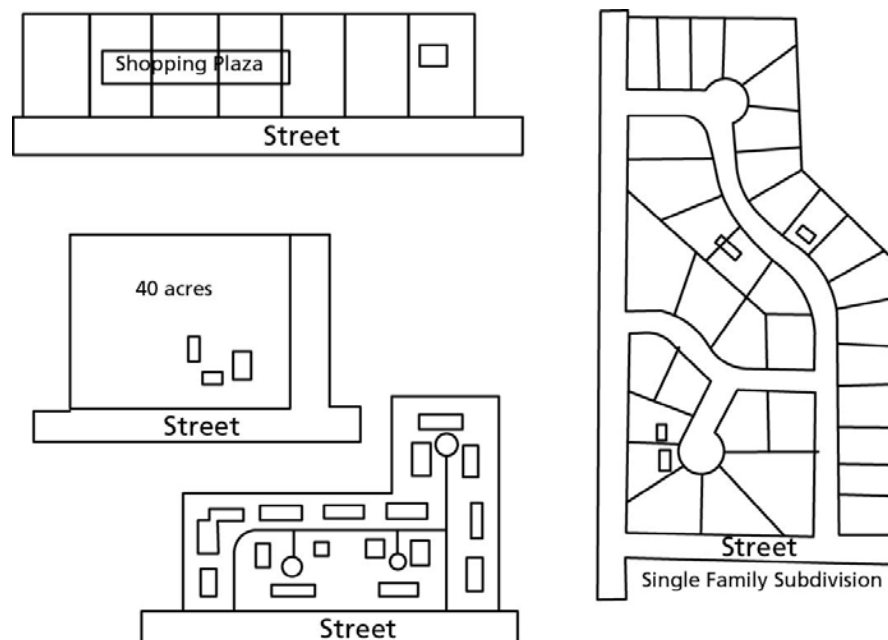 Shopping Plaza
Street
40 acres
Street
Street
Street
Single Family Subdivision